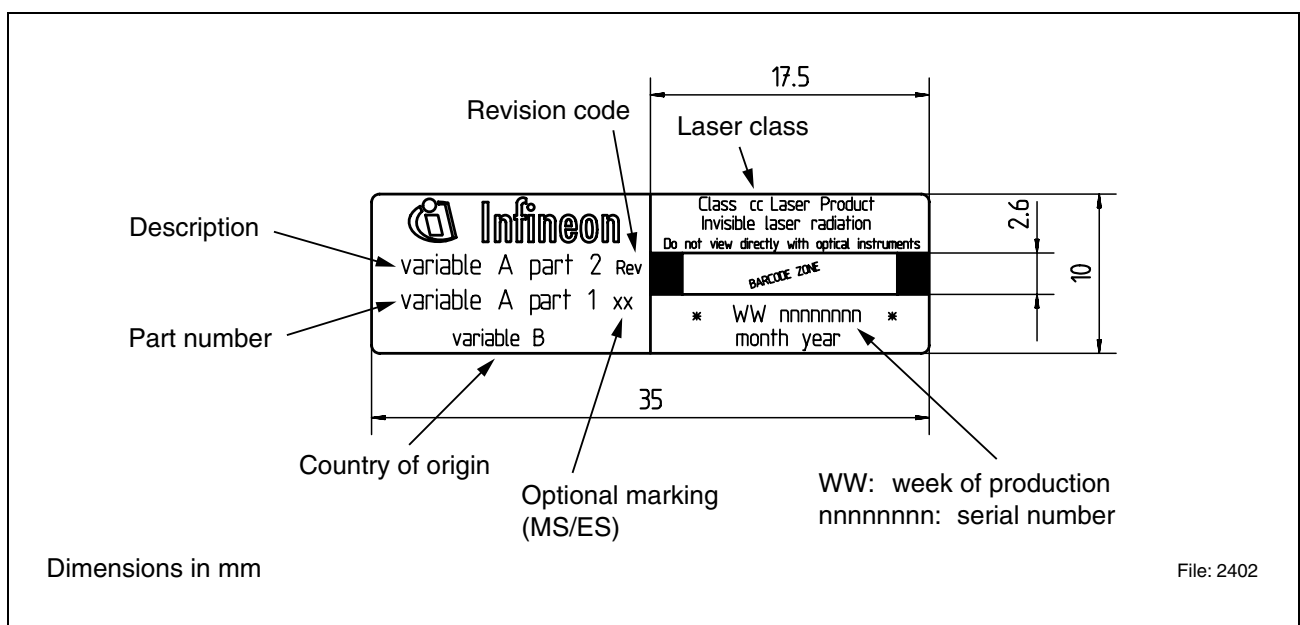 17.5
Revision code
Laser class
Infineon
Class cc Laser Product
Invisible laser radiation
Do not view directly with optical instruments
2.6
10
Description
variable A part 2 Rev
BARCODE ZONE
variable A part 1 xx
* WW nnnnnnnn *
Part number
variable B
month year
35
Country of origin
Optional marking
(MS/ES)
WW: week of production
nnnnnnnn: serial number
Dimensions in mm
File: 2402